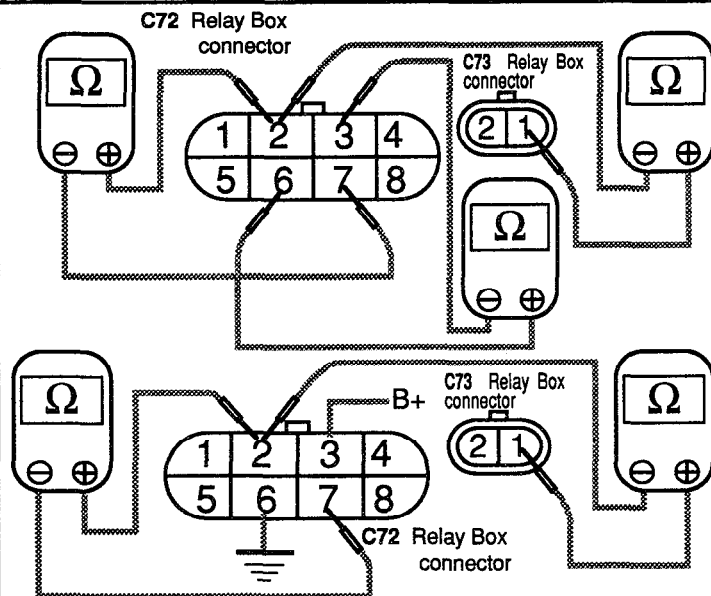 C72 Relay Box
connector
Ω
C73 Relay Box
connector
Ω
1 2 3 4
2 1
5 6 7 8
⊖ ⊕
⊖ ⊕
Ω
⊖ ⊕
Ω
B+
C73 Relay Box
connector
Ω
1 2 3 4
2 1
5 6 7 8
⊖ ⊕
⊖ ⊕
C72 Relay Box
connector